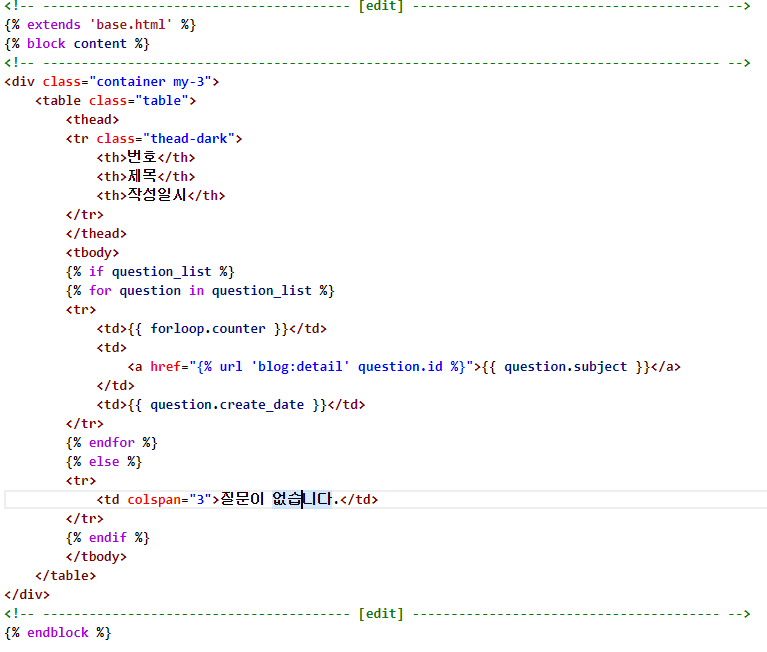 <!-- ---------------------------------------- [edit] ---------------------------------------- -->
{% extends 'base.html' %}
{% block content %}
<!-- ---------------------------------------------------------------------------------------- -->
<div class="container my-3">
    <table class="table">
        <thead>
        <tr class="thead-dark">
            <th>번호</th>
            <th>제목</th>
            <th>작성일시</th>
        </tr>
        </thead>
        <tbody>
        {% if question_list %}
        {% for question in question_list %}
        <tr>
            <td>{{ forloop.counter }}</td>
            <td>
                <a href="{% url 'blog:detail' question.id %}">{{ question.subject }}</a>
            </td>
            <td>{{ question.create_date }}</td>
        </tr>
        {% endfor %}
        {% else %}
        <tr>
            <td colspan="3">질문이 없습니다.</td>
        </tr>
        {% endif %}
        </tbody>
    </table>
</div>
<!-- ---------------------------------------- [edit] ---------------------------------------- -->
{% endblock %}